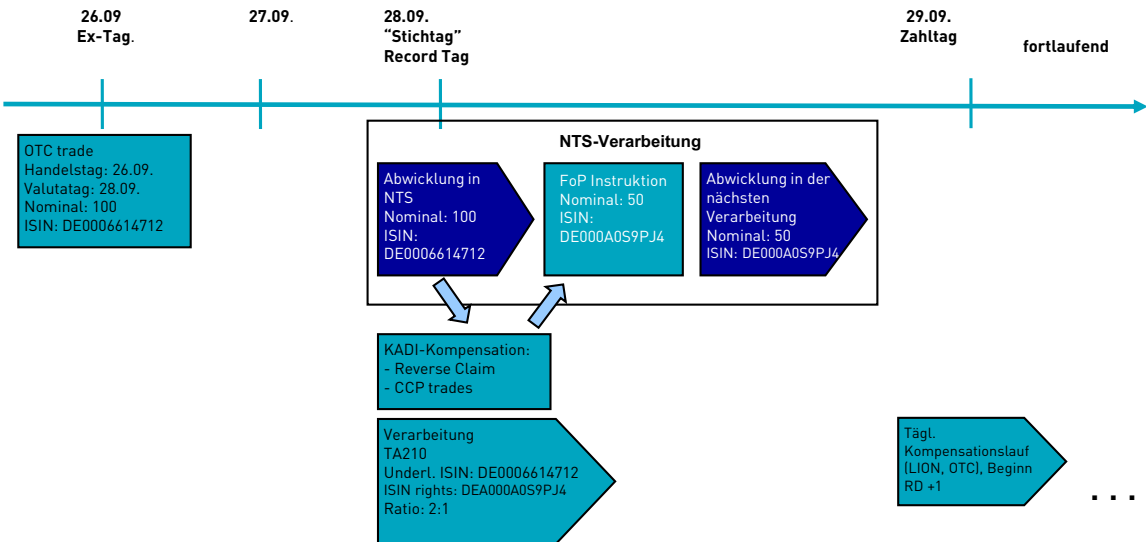 26.09
Ex-Tag.
27.09.
28.09.
“Stichtag”
Record Tag
29.09.
Zahltag
fortlaufend
OTC trade
Handelstag: 26.09.
Valutatag: 28.09.
Nominal: 100
ISIN: DE0006614712
NTS-Verarbeitung
Abwicklung in
NTS
Nominal: 100
ISIN:
DE0006614712
FoP Instruktion
Nominal: 50
ISIN:
DE000A0S9PJ4
Abwicklung in der
nächsten
Verarbeitung
Nominal: 50
ISIN: DE000A0S9PJ4
KADI-Kompensation:
- Reverse Claim
- CCP trades
Verarbeitung
TA210
Underl. ISIN: DE0006614712
ISIN rights: DEA000A0S9PJ4
Ratio: 2:1
Tägl.
Kompensationslauf
(LION, OTC), Beginn
RD +1
. . .